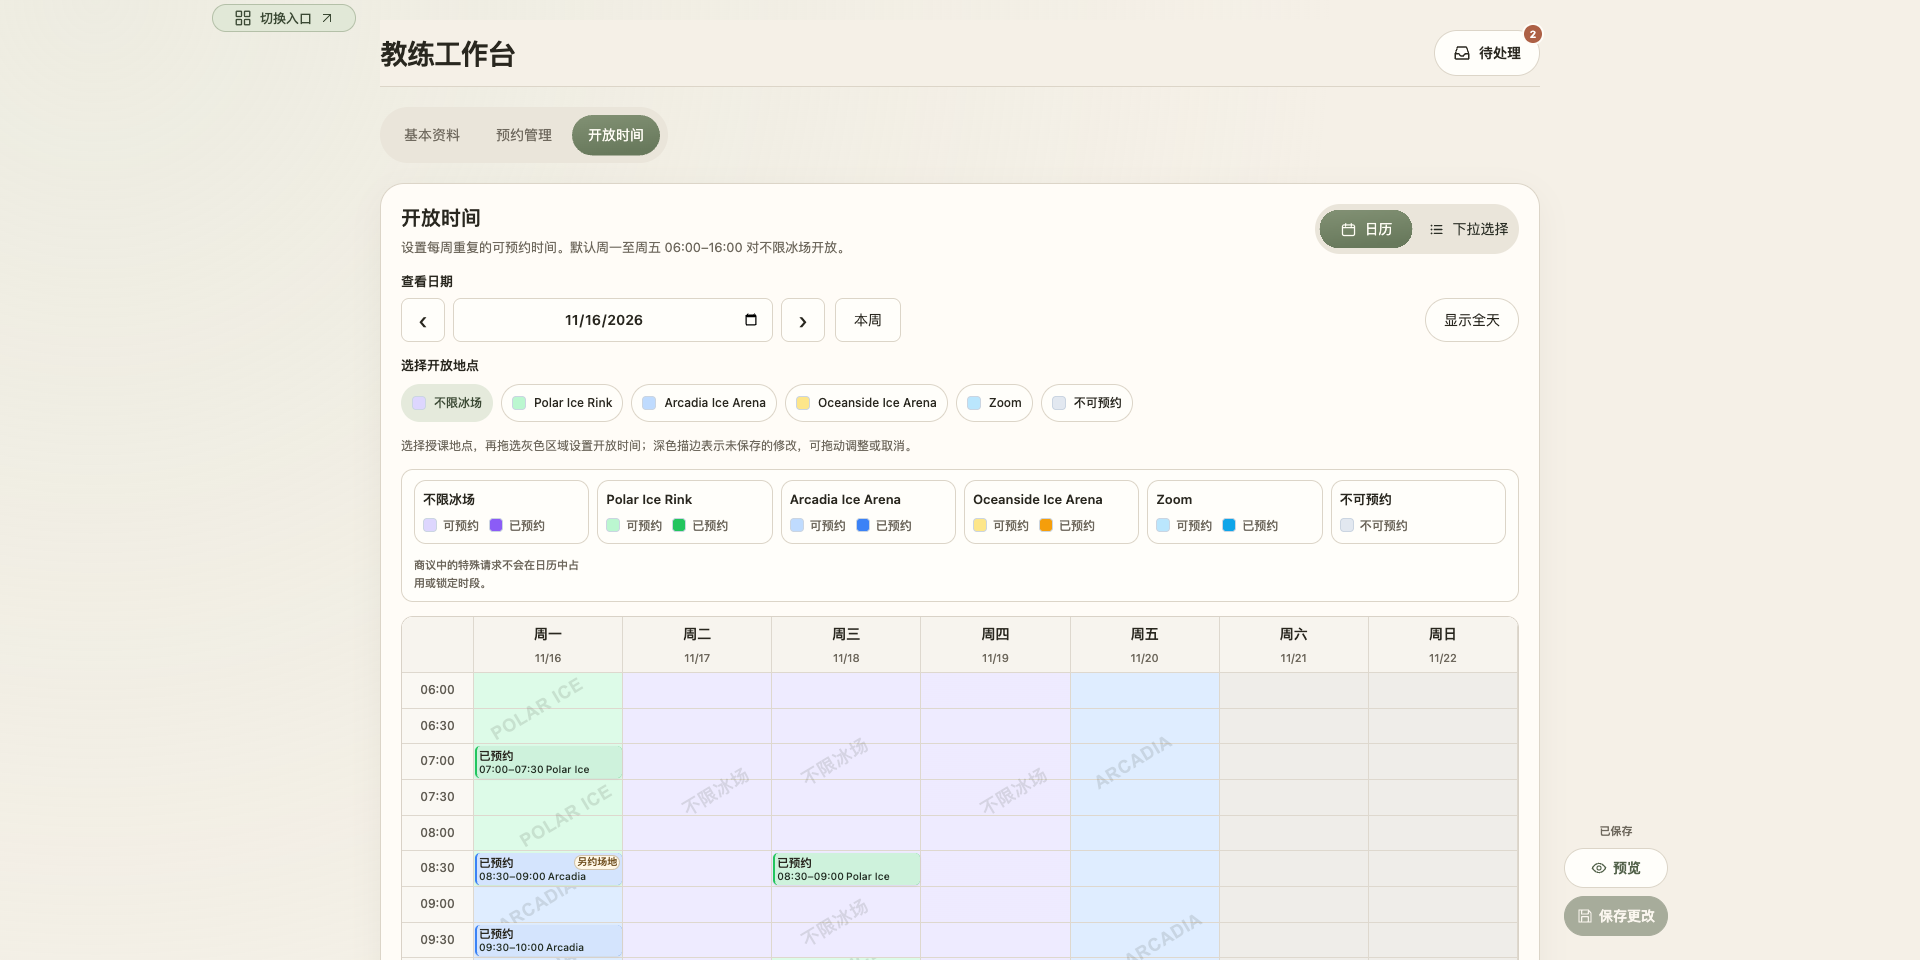 切换入口
教练工作台
待处理
2
基本资料
预约管理
开放时间
开放时间
设置每周重复的可预约时间。默认周一至周五 06:00–16:00 对不限冰场开放。
日历
下拉选择
查看日期
11/16/2026
本周
显示全天
选择开放地点
不限冰场
Polar Ice Rink
Arcadia Ice Arena
Oceanside Ice Arena
Zoom
不可预约
选择授课地点，再拖选灰色区域设置开放时间；深色描边表示未保存的修改，可拖动调整或取消。
不限冰场
可预约 已预约
Polar Ice Rink
可预约 已预约
Arcadia Ice Arena
可预约 已预约
Oceanside Ice Arena
可预约 已预约
Zoom
可预约 已预约
不可预约
不可预约
商议中的特殊请求不会在日历中占
用或锁定时段。
周一 周二 周三 周四 周五 周六 周日
11/16 11/17 11/18 11/19 11/20 11/21 11/22
06:00
POLAR ICE
06:30
07:00
已预约
07:00–07:30 Polar Ice
不限冰场
ARCADIA
07:30
POLAR ICE
不限冰场
不限冰场
08:00
08:30
已预约
另约场地
08:30–09:00 Arcadia
已预约
08:30–09:00 Polar Ice
09:00
ARCADIA
不限冰场
ARCADIA
09:30
已预约
09:30–10:00 Arcadia
已保存
预览
保存更改